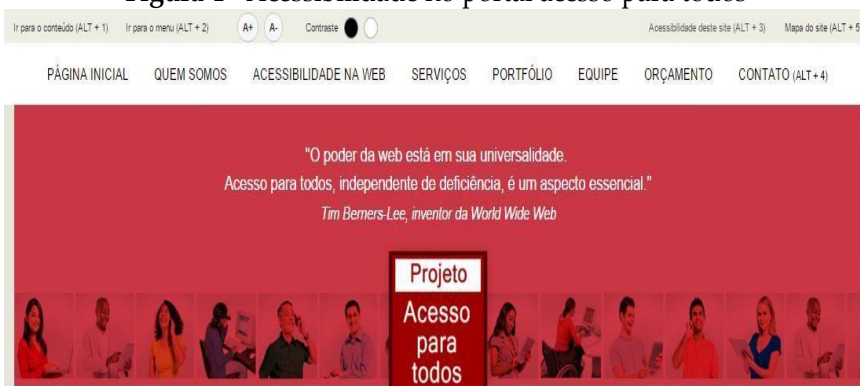 Figura 1 - Acessibilidade no portal acesso para todos
Ir para o conteúdo (ALT + 1) Ir para o menu (ALT + 2) A+ A- Contraste Acessibilidade deste site (ALT + 3) Mapa do site (ALT + 5
PÁGINA INICIAL QUEM SOMOS ACESSIBILIDADE NA WEB SERVIÇOS PORTFÓLIO EQUIPE ORÇAMENTO CONTATO (ALT + 4)
"O poder da web está em sua universalidade.
Acesso para todos, independente de deficiência, é um aspecto essencial."
Tim Berners-Lee, inventor da World Wide Web
Projeto
Acesso
para
todos